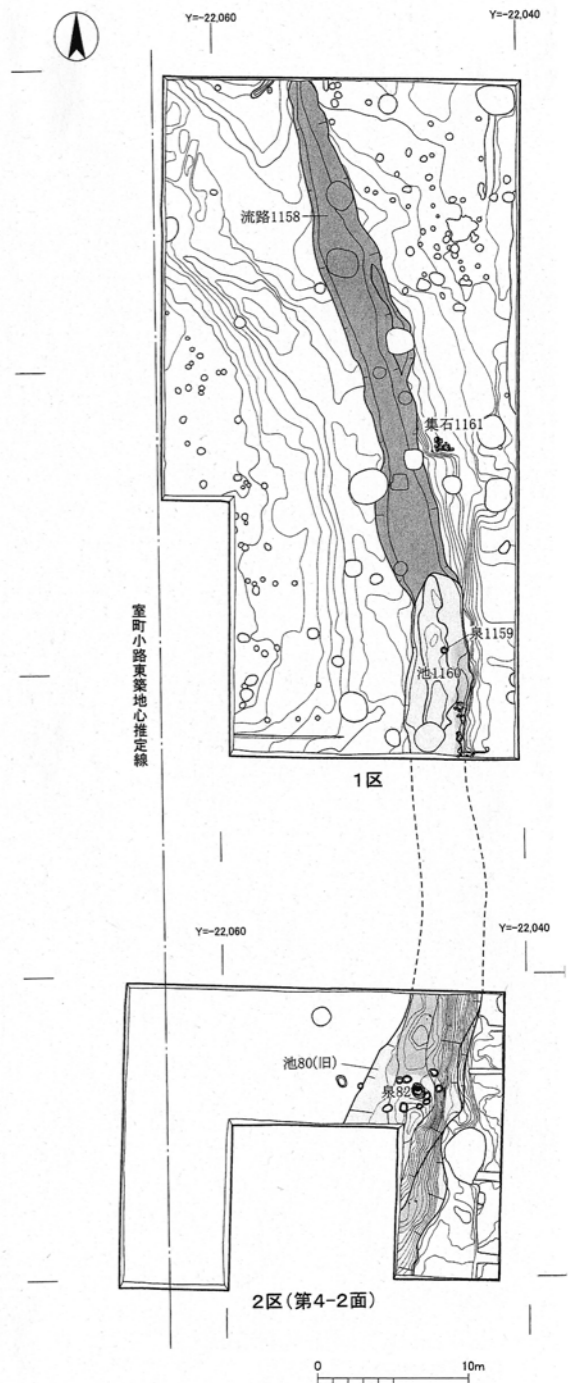 Y=-22,060
Y=-22,040
流路1158
集石1161
泉1159
池1160
室町小路東築地心推定線
1区
Y=-22,060
Y=-22,040
池80(旧)
泉82
2区(第4-2面)
0
10m